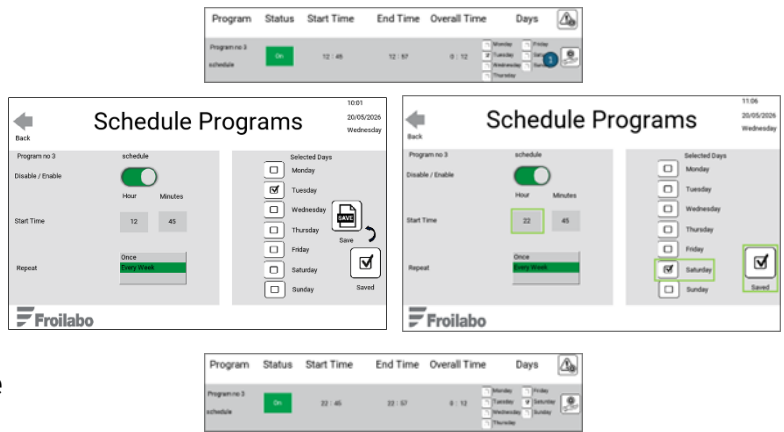 Program Status Start Time End Time Overall Time Days
Program no 3
schedule
On
12 : 45
12 : 57
0 : 12
Monday Friday
Tuesday
Wednesday
Thursday
1
10:01
20/05/2026
Wednesday
Back
Schedule Programs
Program no 3 schedule
Disable / Enable
Hour Minutes
Start Time 12 45
Repeat
Once
Every Week
Selected Days
Monday
Tuesday
Wednesday
Thursday
Friday
Saturday
Sunday
SAVE
Save
Saved
Froilabo
11:06
20/05/2026
Wednesday
Back
Schedule Programs
Program no 3 schedule
Disable / Enable
Hour Minutes
Start Time 22 45
Repeat
Once
Every Week
Selected Days
Monday
Tuesday
Wednesday
Thursday
Friday
Saturday
Sunday
Saved
Froilabo
Program Status Start Time End Time Overall Time Days
Program no 3
schedule
On
22 : 45
22 : 57
0 : 12
Monday Friday
Tuesday Saturday
Wednesday Sunday
Thursday
e